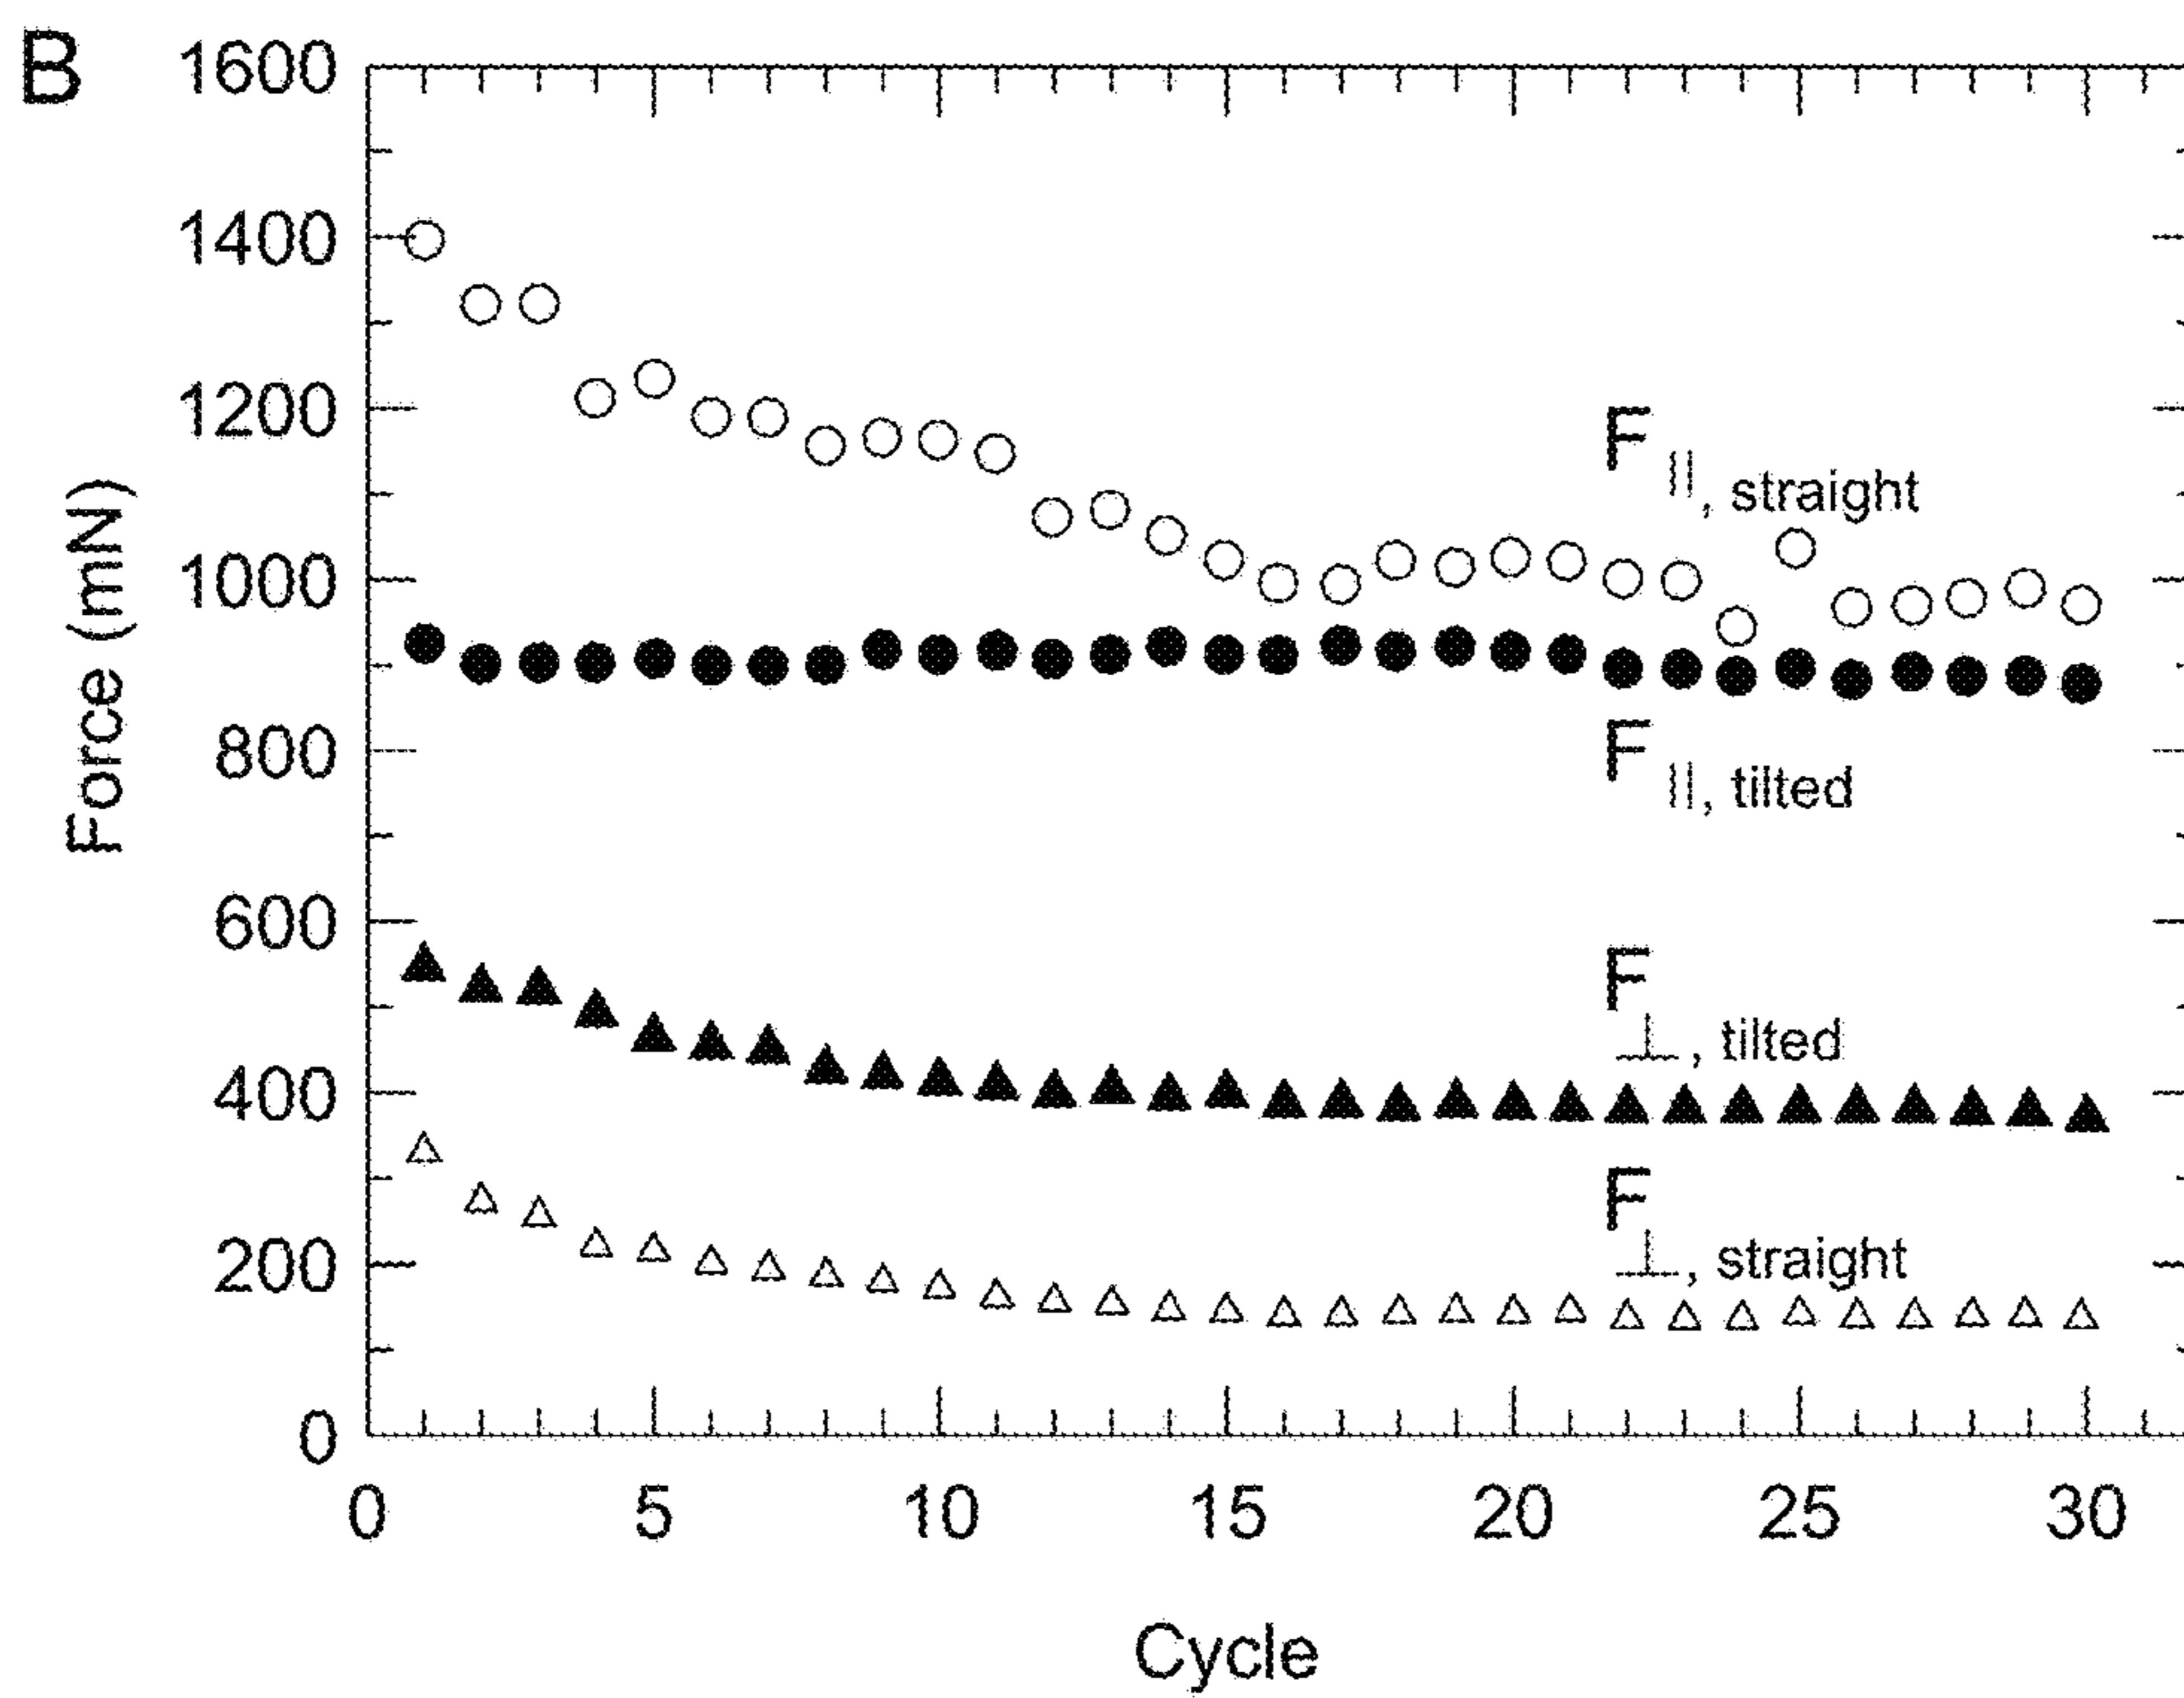 B
1600
1400
1200
1000
800
600
400
200
0
Force (mN)
F ||, straight
F ||, tilted
F ⊥, tilted
F ⊥, straight
0 5 10 15 20 25 30
Cycle